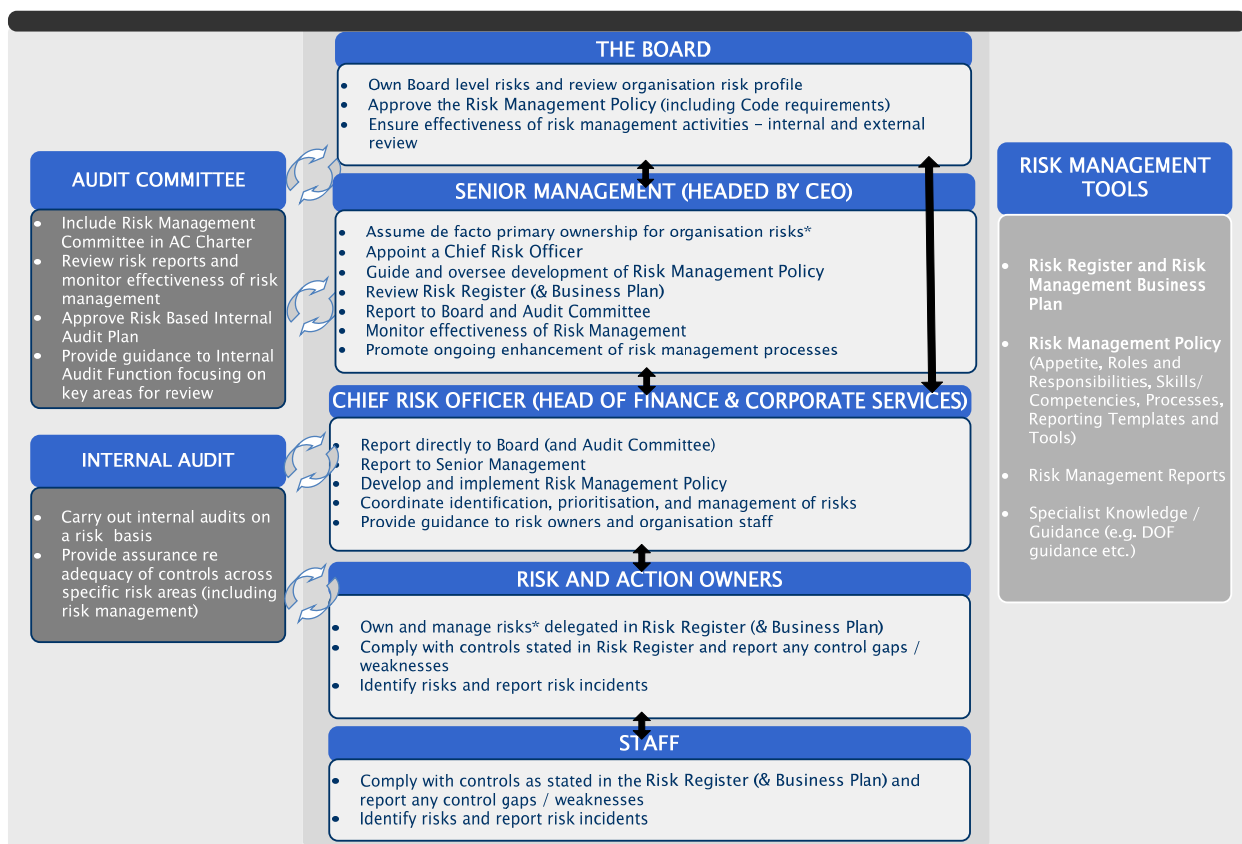 THE BOARD
• Own Board level risks and review organisation risk profile
• Approve the Risk Management Policy (including Code requirements)
• Ensure effectiveness of risk management activities – internal and external
review
AUDIT COMMITTEE
• Include Risk Management
Committee in AC Charter
• Review risk reports and
monitor effectiveness of risk
management
• Approve Risk Based Internal
Audit Plan
• Provide guidance to Internal
Audit Function focusing on
key areas for review
SENIOR MANAGEMENT (HEADED BY CEO)
• Assume de facto primary ownership for organisation risks*
• Appoint a Chief Risk Officer
• Guide and oversee development of Risk Management Policy
• Review Risk Register (& Business Plan)
• Report to Board and Audit Committee
• Monitor effectiveness of Risk Management
• Promote ongoing enhancement of risk management processes
CHIEF RISK OFFICER (HEAD OF FINANCE & CORPORATE SERVICES)
• Report directly to Board (and Audit Committee)
• Report to Senior Management
• Develop and implement Risk Management Policy
• Coordinate identification, prioritisation, and management of risks
• Provide guidance to risk owners and organisation staff
INTERNAL AUDIT
• Carry out internal audits on
a risk basis
• Provide assurance re
adequacy of controls across
specific risk areas (including
risk management)
RISK AND ACTION OWNERS
• Own and manage risks* delegated in Risk Register (& Business Plan)
• Comply with controls stated in Risk Register and report any control gaps /
weaknesses
• Identify risks and report risk incidents
STAFF
• Comply with controls as stated in the Risk Register (& Business Plan) and
report any control gaps / weaknesses
• Identify risks and report risk incidents
RISK MANAGEMENT
TOOLS
• Risk Register and Risk
Management Business
Plan
• Risk Management Policy
(Appetite, Roles and
Responsibilities, Skills/
Competencies, Processes,
Reporting Templates and
Tools)
• Risk Management Reports
• Specialist Knowledge /
Guidance (e.g. DOF
guidance etc.)